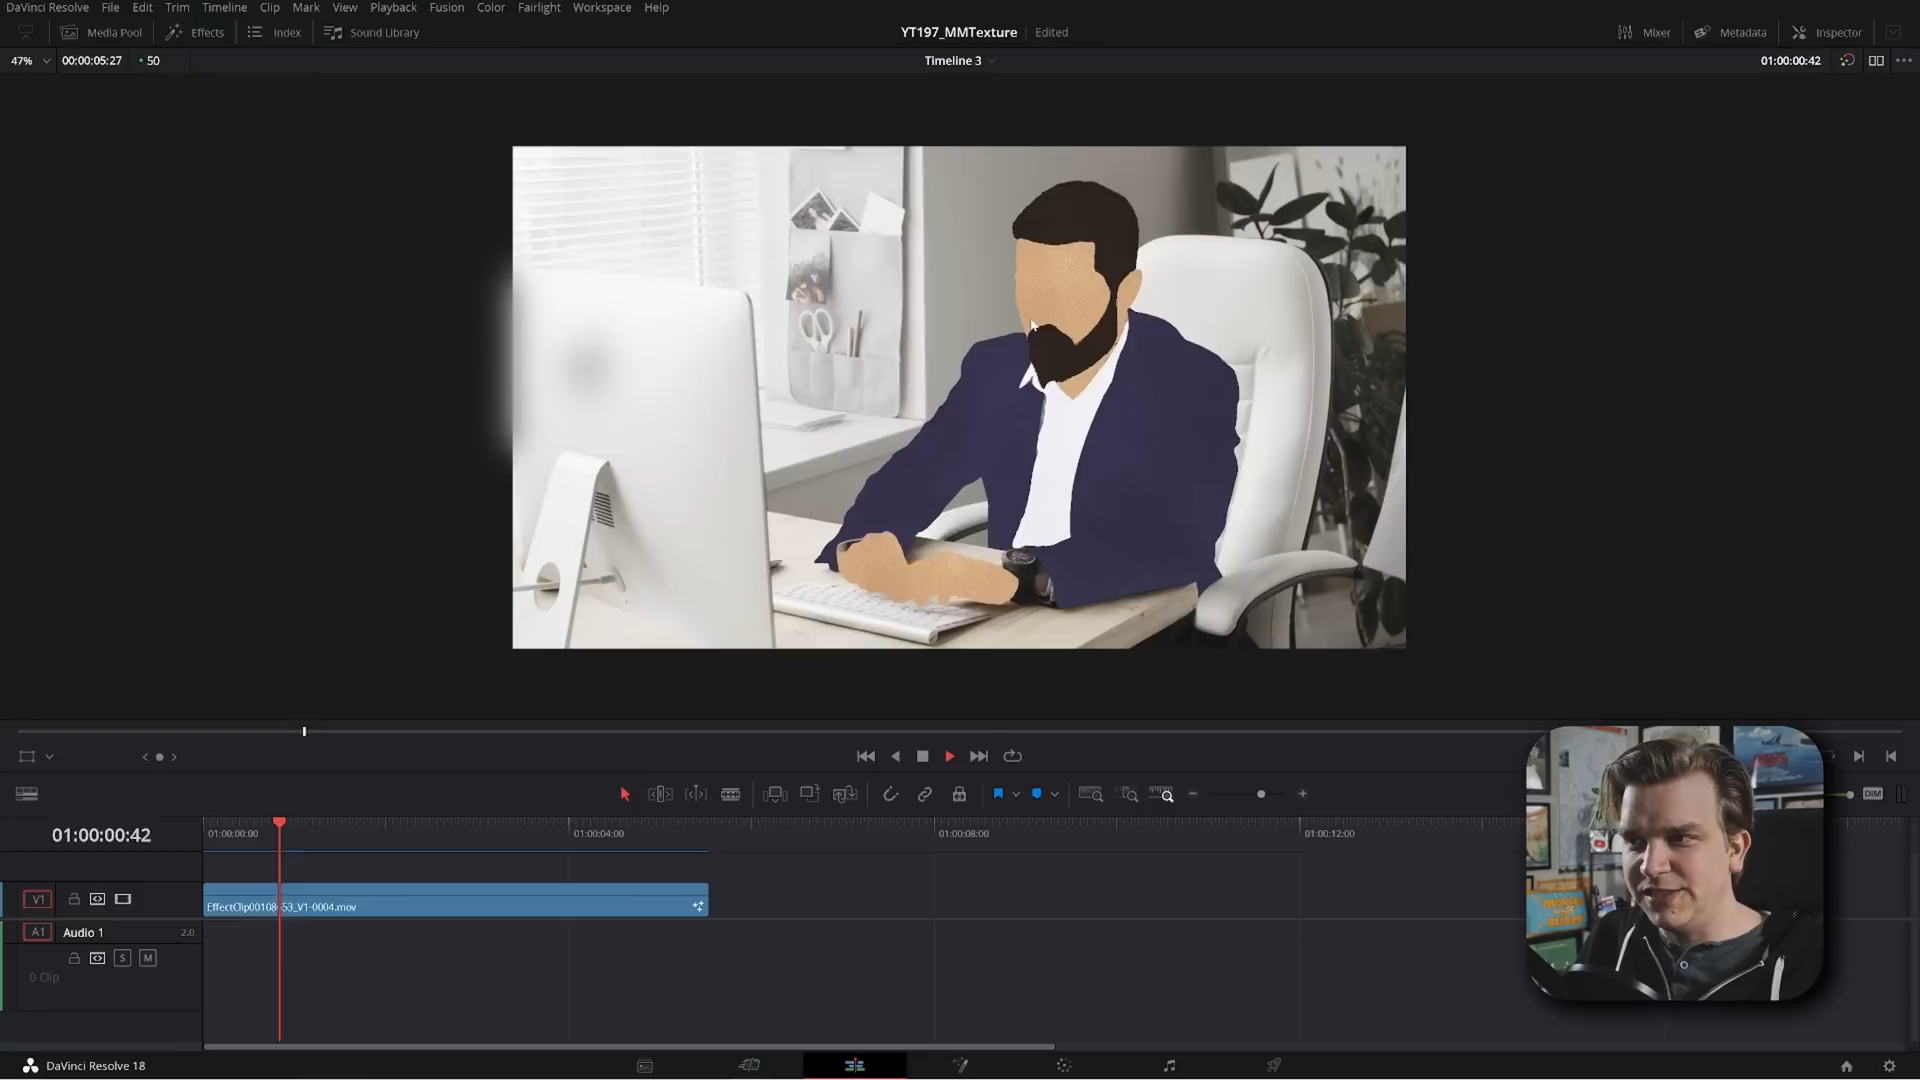 DaVinci Resolve File Edit Trim Timeline Clip Mark View Playback Fusion Color Fairlight Workspace Help
Media Pool Effects Index Sound Library YT197_MMTexture Edited Mixer Metadata Inspector
47% 00:00:05:27 50 Timeline 3 01:00:00:42
DIM
01:00:00:42 01:00:00:00 01:00:04:00 01:00:08:00 01:00:12:00
V1
EffectClip00108653_V1-0004.mov
A1 Audio 1 2.0
S M
0 Clip
DaVinci Resolve 18